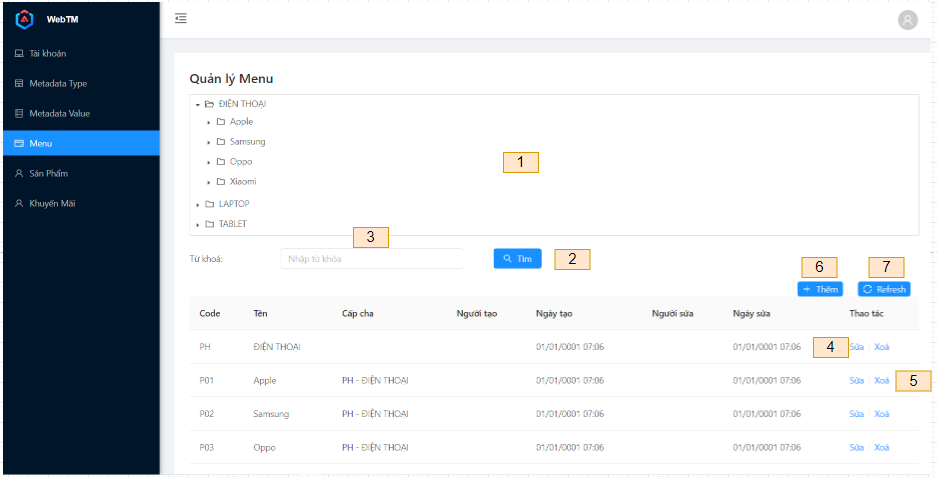 WebTM
Tài khoản
Metadata Type
Metadata Value
Menu
Sản Phẩm
Khuyến Mãi
Quản lý Menu
ĐIỆN THOẠI
Apple
Samsung
Oppo
Xiaomi
LAPTOP
TABLET
1
3
Từ khoá: Nhập từ khóa Tìm 2
6 7
Thêm Refresh
Code Tên Cấp cha Người tạo Ngày tạo Người sửa Ngày sửa Thao tác
PH ĐIỆN THOẠI 01/01/0001 07:06 01/01/0001 07:06 4 Sửa Xoá
P01 Apple PH - ĐIỆN THOẠI 01/01/0001 07:06 01/01/0001 07:06 Sửa Xoá 5
P02 Samsung PH - ĐIỆN THOẠI 01/01/0001 07:06 01/01/0001 07:06 Sửa Xoá
P03 Oppo PH - ĐIỆN THOẠI 01/01/0001 07:06 01/01/0001 07:06 Sửa Xoá